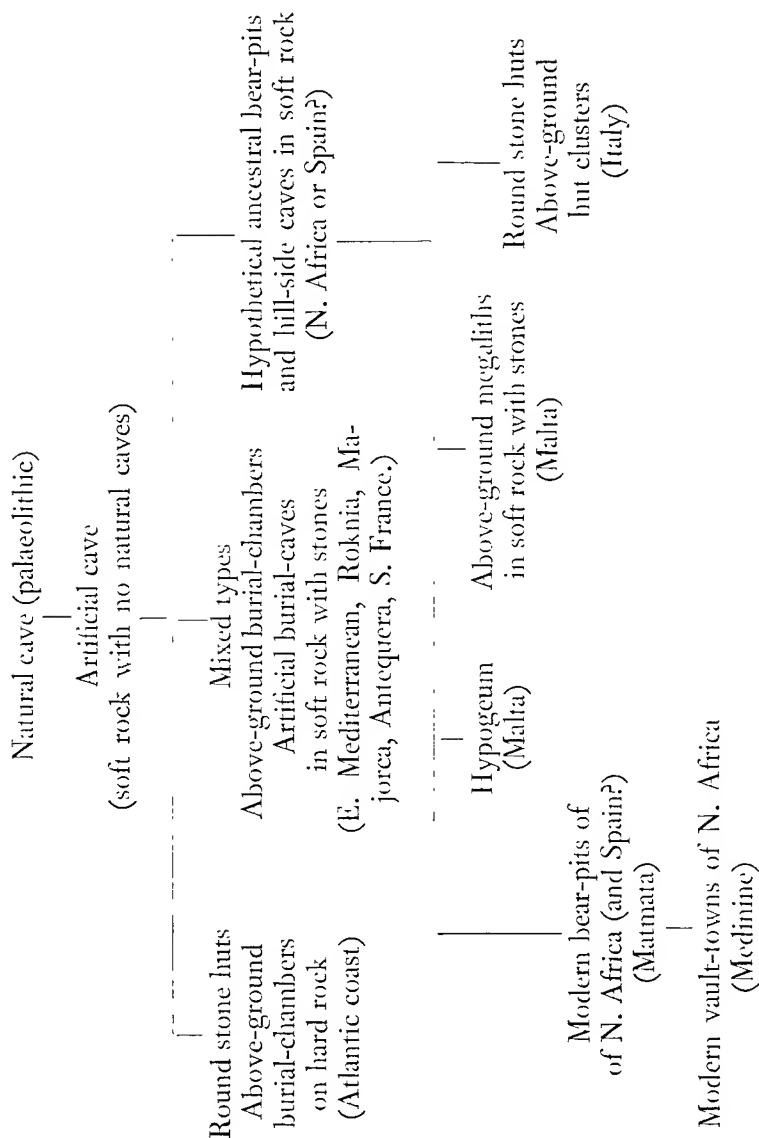 Natural cave (palaeolithic)
Artificial cave
(soft rock with no natural caves)
Round stone huts
Above-ground
burial-chambers
on hard rock
(Atlantic coast)
Mixed types
Above-ground burial-chambers
Artificial burial-caves
in soft rock with stones
(E. Mediterranean, Roknia, Ma-
jorca, Antequera, S. France.)
Hypothetical ancestral bear-pits
and hill-side caves in soft rock
(N. Africa or Spain?)
Modern bear-pits of
of N. Africa (and Spain?)
(Matmata)
Modern vault-towns of N. Africa
(Medinine)
Hypogeum
(Malta)
Above-ground megaliths
in soft rock with stones
(Malta)
Round stone huts
Above-ground
hut clusters
(Italy)